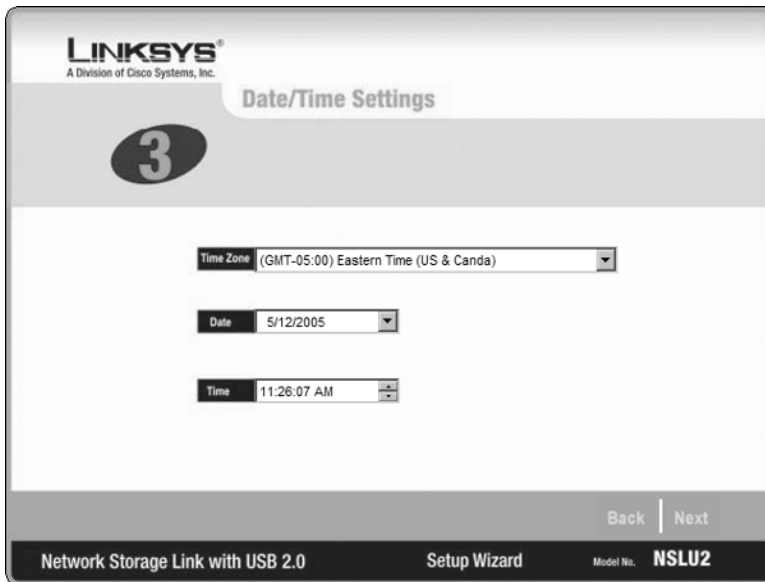 LINKSYS®
A Division of Cisco Systems, Inc.
Date/Time Settings
3
Time Zone (GMT-05:00) Eastern Time (US & Canda)
Date 5/12/2005
Time 11:26:07 AM
Back Next
Network Storage Link with USB 2.0 Setup Wizard Model No. NSLU2